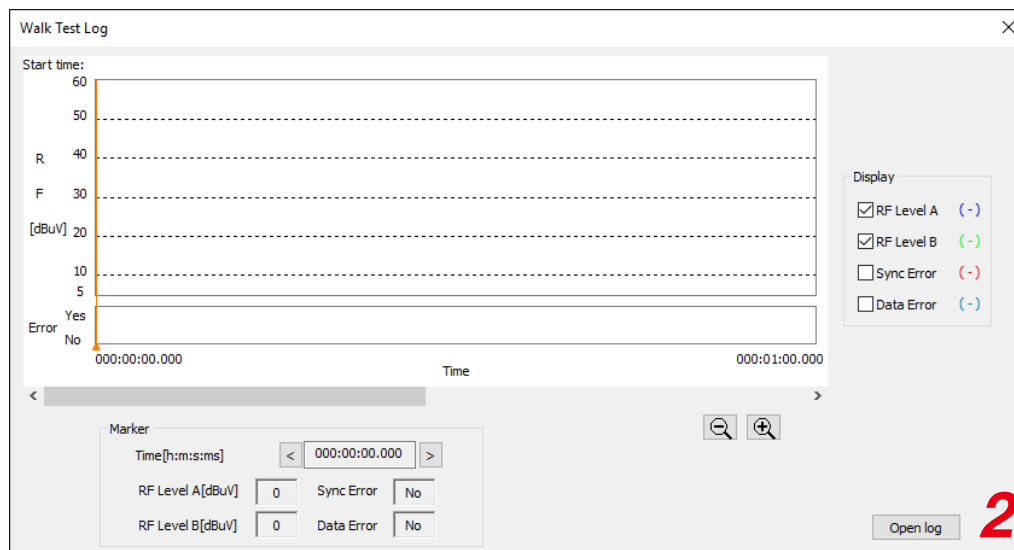 Walk Test Log
Start time:
60
50
R 40
F 30
[dBuV] 20
10
5
Yes
Error
No
000:00:00.000 000:01:00.000
Time
Display
RF Level A (-)
RF Level B (-)
Sync Error (-)
Data Error (-)
Marker
Time[h:m:s:ms] < 000:00:00.000 >
RF Level A[dBuV] 0 Sync Error No
RF Level B[dBuV] 0 Data Error No
Open log 2